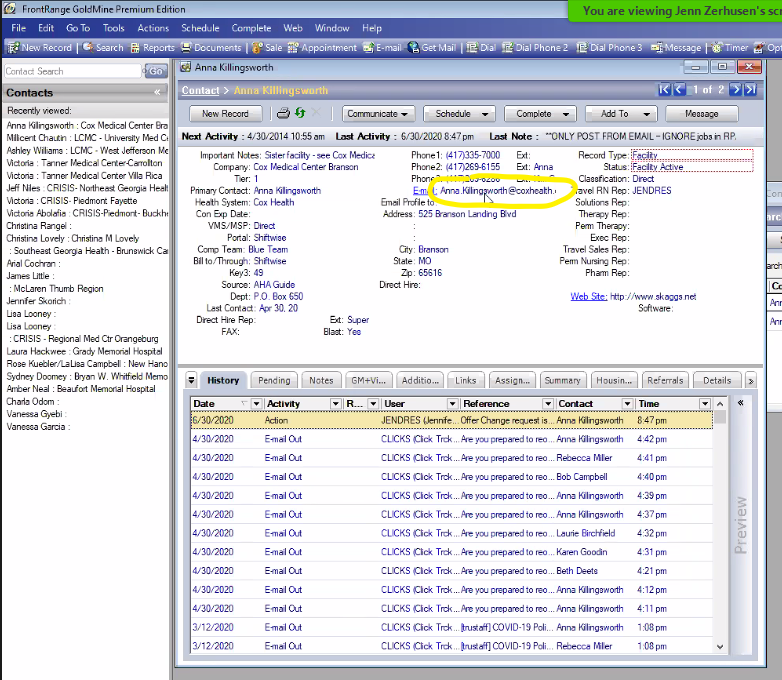 FrontRange GoldMine Premium Edition
You are viewing Jenn Zerhusen's scr
File Edit Go To Tools Actions Schedule Complete Web Window Help
New Record Search Reports Documents Sale Appointment E-mail Get Mail Dial Dial Phone 2 Dial Phone 3 Message Timer
Contact Search Go
Contacts «
Recently viewed:
Anna Killingsworth : Cox Medical Center Bra
Millicent Chautin : LCMC - University Med C
Ashley Williams : LCMC - West Jefferson Me
Victoria : Tanner Medical Center-Carrollton
Victoria : Tanner Medical Center Villa Rica
Jeff Niles : CRISIS- Northeast Georgia Healt
Victoria : CRISIS- Piedmont Fayette
Victoria Abolafia : CRISIS-Piedmont- Buckhe
Christina Rangel :
Christina Lovely : Christina M Lovely
: Southeast Georgia Health - Brunswick Car
Arial Cochran :
James Little :
: McLaren Thumb Region
Jennifer Skorich :
Lisa Looney :
Lisa Looney
: CRISIS - Regional Med Ctr Orangeburg
Laura Hackwee : Grady Memorial Hospital
Rose Kuebler/LaLisa Campbell : New Hano
Sydney Doomey : Bryan W. Whitfield Memo
Amber Neal : Beaufort Memorial Hospital
Charla Odom :
Vanessa Gyebi :
Vanessa Garcia :
Anna Killingsworth
Contact > Anna Killingsworth 1 of 2
New Record Communicate Schedule Complete Add To Message
Next Activity : 4/30/2014 10:55 am Last Activity : 6/30/2020 8:47 pm Last Note : **ONLY POST FROM EMAIL - IGNORE jobs in RP.
Important Notes: Sister facility - see Cox Medica Phone1: (417)335-7000 Ext: Record Type: Facility
Company: Cox Medical Center Branson Phone2: (417)269-6155 Ext: Anna Status: Facility Active
Tier: 1 Classification: Direct
Primary Contact: Anna Killingsworth Anna.Killingsworth@coxhealth. Travel RN Rep: JENDRES
Health System: Cox Health Email Profile to Solutions Rep:
Con Exp Date: Address: 525 Branson Landing Blvd Therapy Rep:
VMS/MSP: Direct : Perm Therapy:
Portal: Shiftwise : Exec Rep:
Comp Team: Blue Team City: Branson Travel Sales Rep:
Bill to/Through: Shiftwise State: MO Perm Nursing Rep:
Key3: 49 Zip: 65616 Pharm Rep:
Source: AHA Guide Direct Hire:
Dept: P.O. Box 650 Web Site: http://www.skaggs.net
Last Contact: Apr 30, 20 Software:
Direct Hire Rep: Ext: Super
FAX: Blast: Yes
History Pending Notes GM+Vi... Additio... Links Assign... Summary Housin... Referrals Details »
Date Activity R... User Reference Contact Time «
6/30/2020 Action JENDRES (Jennife... Offer Change request is... Anna Killingsworth 8:47 pm
4/30/2020 E-mail Out CLICKS (Click Trck... Are you prepared to reo... Anna Killingsworth 4:42 pm
4/30/2020 E-mail Out CLICKS (Click Trck... Are you prepared to reo... Rebecca Miller 4:41 pm
4/30/2020 E-mail Out CLICKS (Click Trck... Are you prepared to reo... Bob Campbell 4:40 pm
4/30/2020 E-mail Out CLICKS (Click Trck... Are you prepared to reo... Anna Killingsworth 4:39 pm
4/30/2020 E-mail Out CLICKS (Click Trck... Are you prepared to reo... Anna Killingsworth 4:37 pm
4/30/2020 E-mail Out CLICKS (Click Trck... Are you prepared to reo... Laurie Birchfield 4:32 pm
4/30/2020 E-mail Out CLICKS (Click Trck... Are you prepared to reo... Karen Goodin 4:31 pm
4/30/2020 E-mail Out CLICKS (Click Trck... Are you prepared to reo... Beth Deets 4:21 pm
4/30/2020 E-mail Out CLICKS (Click Trck... Are you prepared to reo... Anna Killingsworth 4:12 pm
4/30/2020 E-mail Out CLICKS (Click Trck... Are you prepared to reo... Anna Killingsworth 4:11 pm
3/12/2020 E-mail Out CLICKS (Click Trck... [trustaff] COVID-19 Poli... Anna Killingsworth 1:08 pm
3/12/2020 E-mail Out CLICKS (Click Trck... [trustaff] COVID-19 Poli... Rebecca Miller 1:08 pm
Preview